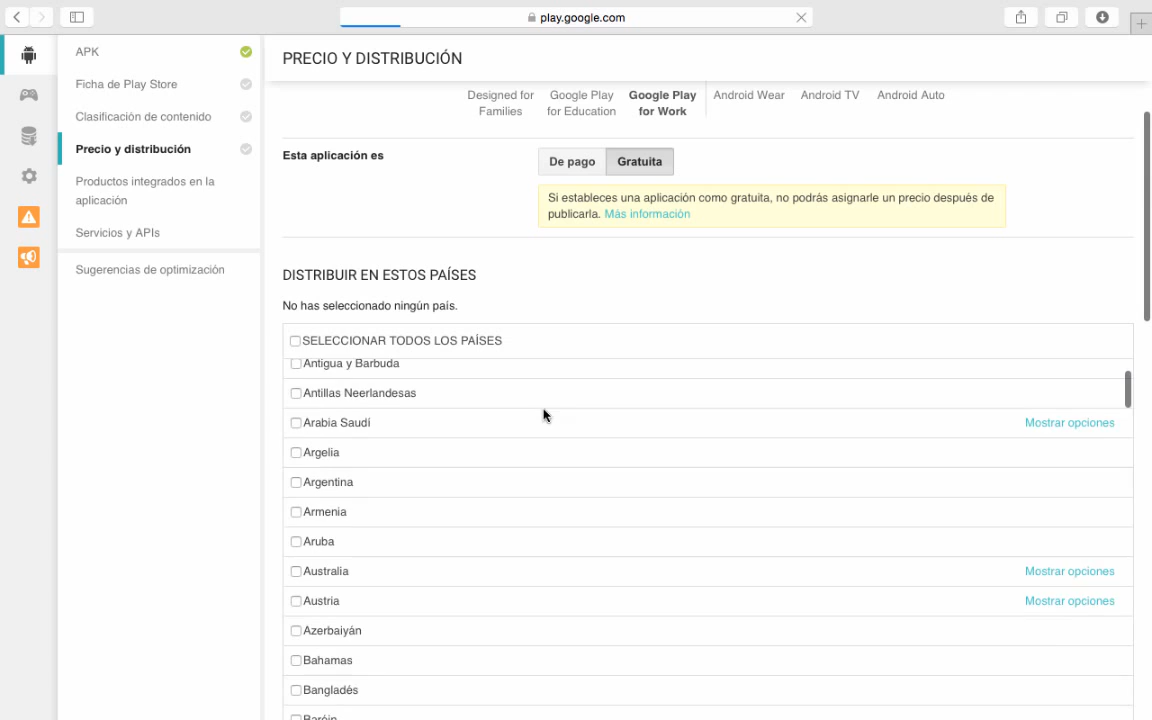 play.google.com
APK
Ficha de Play Store
Clasificación de contenido
Precio y distribución
Productos integrados en la
aplicación
Servicios y APIs
Sugerencias de optimización
PRECIO Y DISTRIBUCIÓN
Designed for
Families
Google Play
for Education
Google Play
for Work
Android Wear
Android TV
Android Auto
Esta aplicación es
De pago
Gratuita
Si estableces una aplicación como gratuita, no podrás asignarle un precio después de
publicarla. Más información
DISTRIBUIR EN ESTOS PAÍSES
No has seleccionado ningún país.
SELECCIONAR TODOS LOS PAÍSES
Antigua y Barbuda
Antillas Neerlandesas
Arabia Saudí Mostrar opciones
Argelia
Argentina
Armenia
Aruba
Australia Mostrar opciones
Austria Mostrar opciones
Azerbaiyán
Bahamas
Bangladés
Baréin